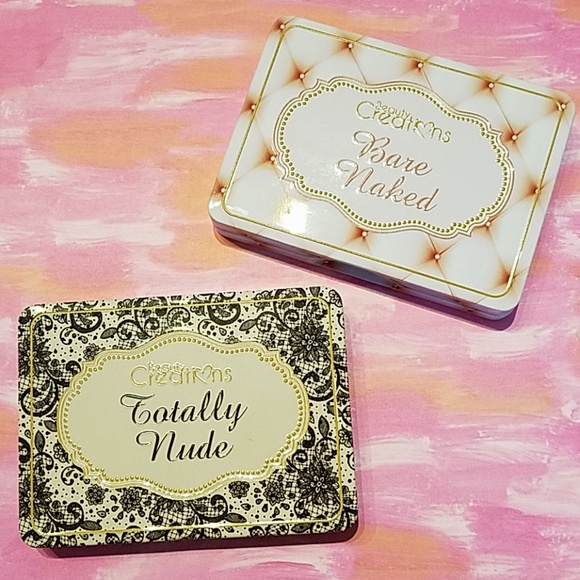 Beauty
Creations
Bare
Naked
Beauty
Creations
Totally
Nude